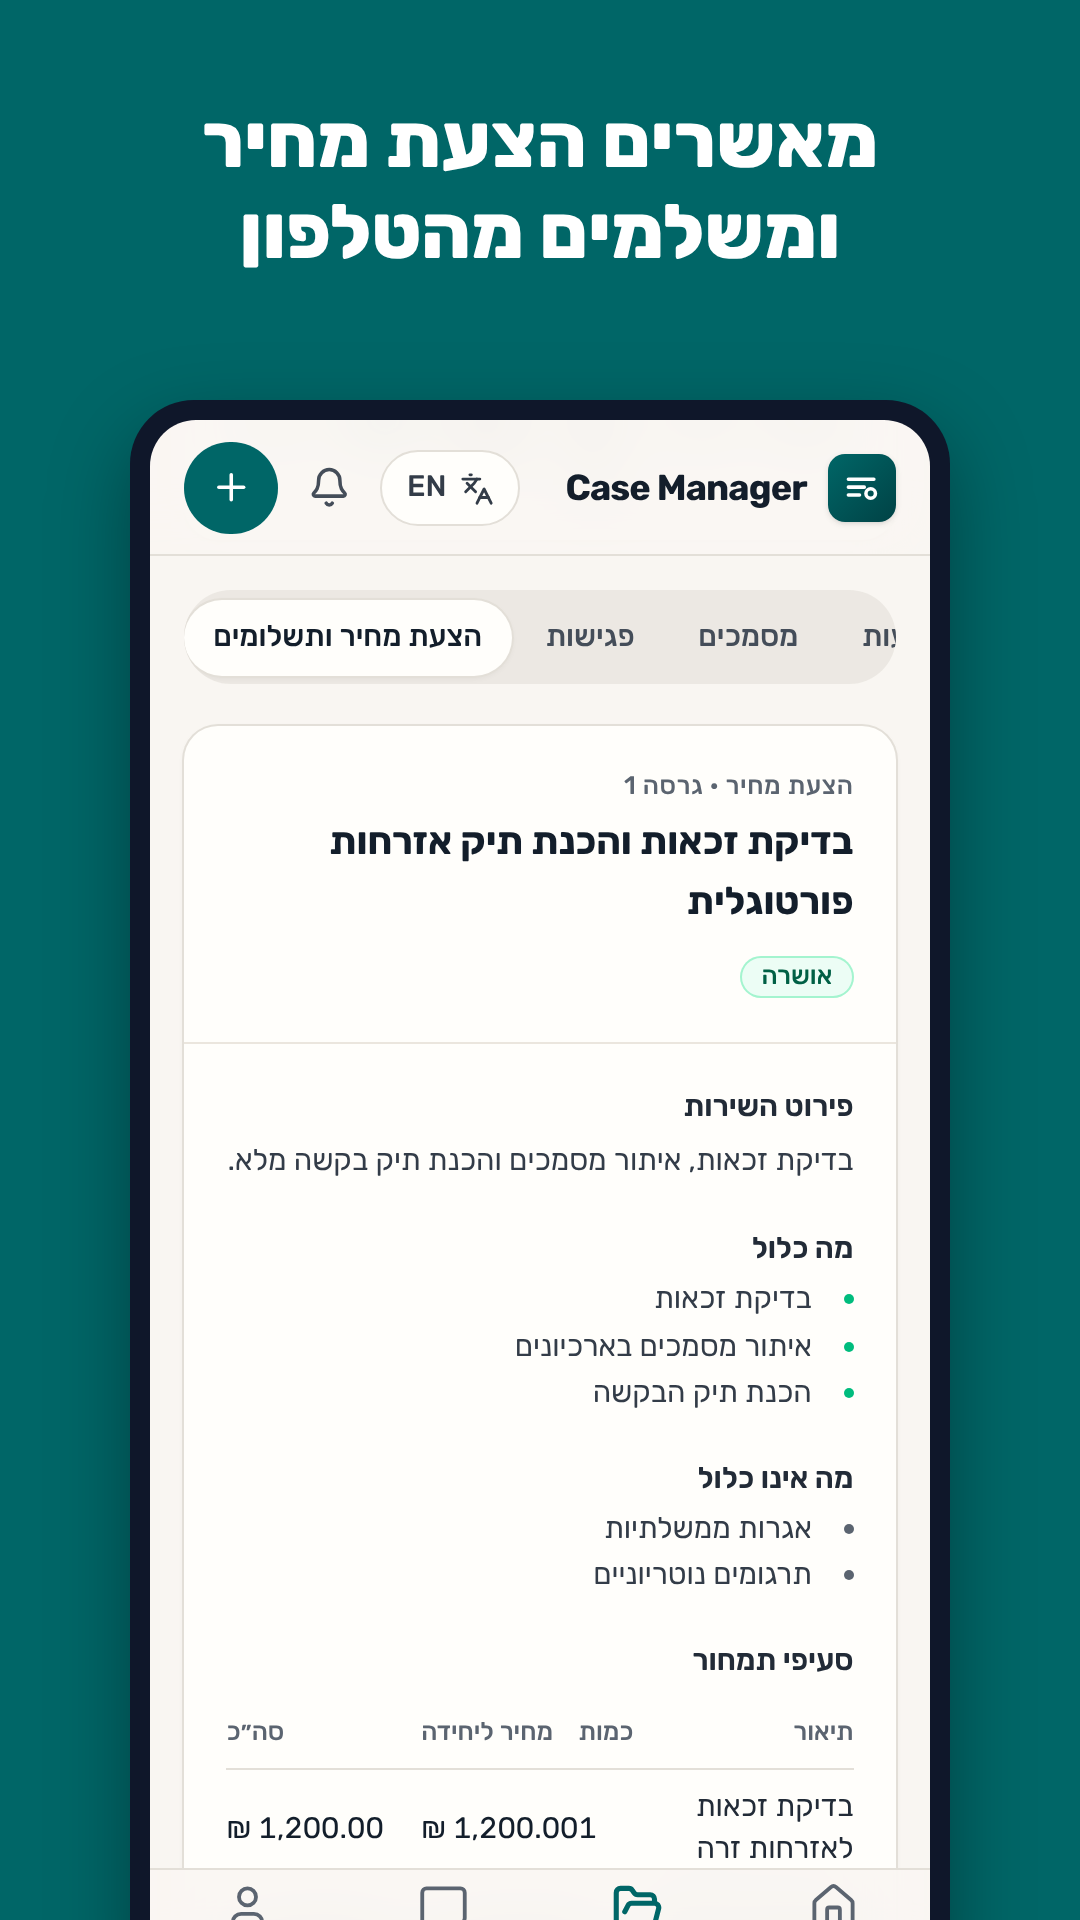 מאשרים הצעת מחיר
ומשלמים מהטלפון
Case Manager
EN
מסמכים
פגישות
הצעת מחיר ותשלומים
הצעת מחיר • גרסה 1
בדיקת זכאות והכנת תיק אזרחות
פורטוגלית
אושרה
פירוט השירות
בדיקת זכאות, איתור מסמכים והכנת תיק בקשה מלא.
מה כלול
• בדיקת זכאות
• איתור מסמכים בארכיונים
• הכנת תיק הבקשה
מה אינו כלול
• אגרות ממשלתיות
• תרגומים נוטריוניים
סעיפי תמחור
תיאור כמות מחיר ליחידה סה״כ
בדיקת זכאות
לאזרחות זרה
1 1,200.00 ₪ 1,200.00 ₪